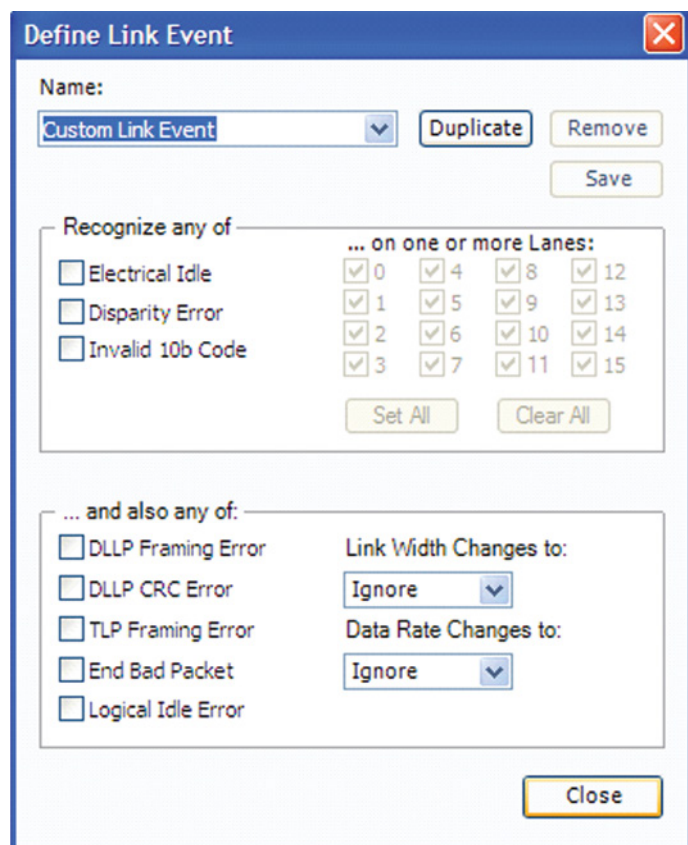 Define Link Event
Name:
Custom Link Event
Duplicate
Remove
Save
Recognize any of
... on one or more Lanes:
Electrical Idle
Disparity Error
Invalid 10b Code
0 4 8 12
1 5 9 13
2 6 10 14
3 7 11 15
Set All
Clear All
... and also any of:
DLLP Framing Error
DLLP CRC Error
TLP Framing Error
End Bad Packet
Logical Idle Error
Link Width Changes to:
Ignore
Data Rate Changes to:
Ignore
Close